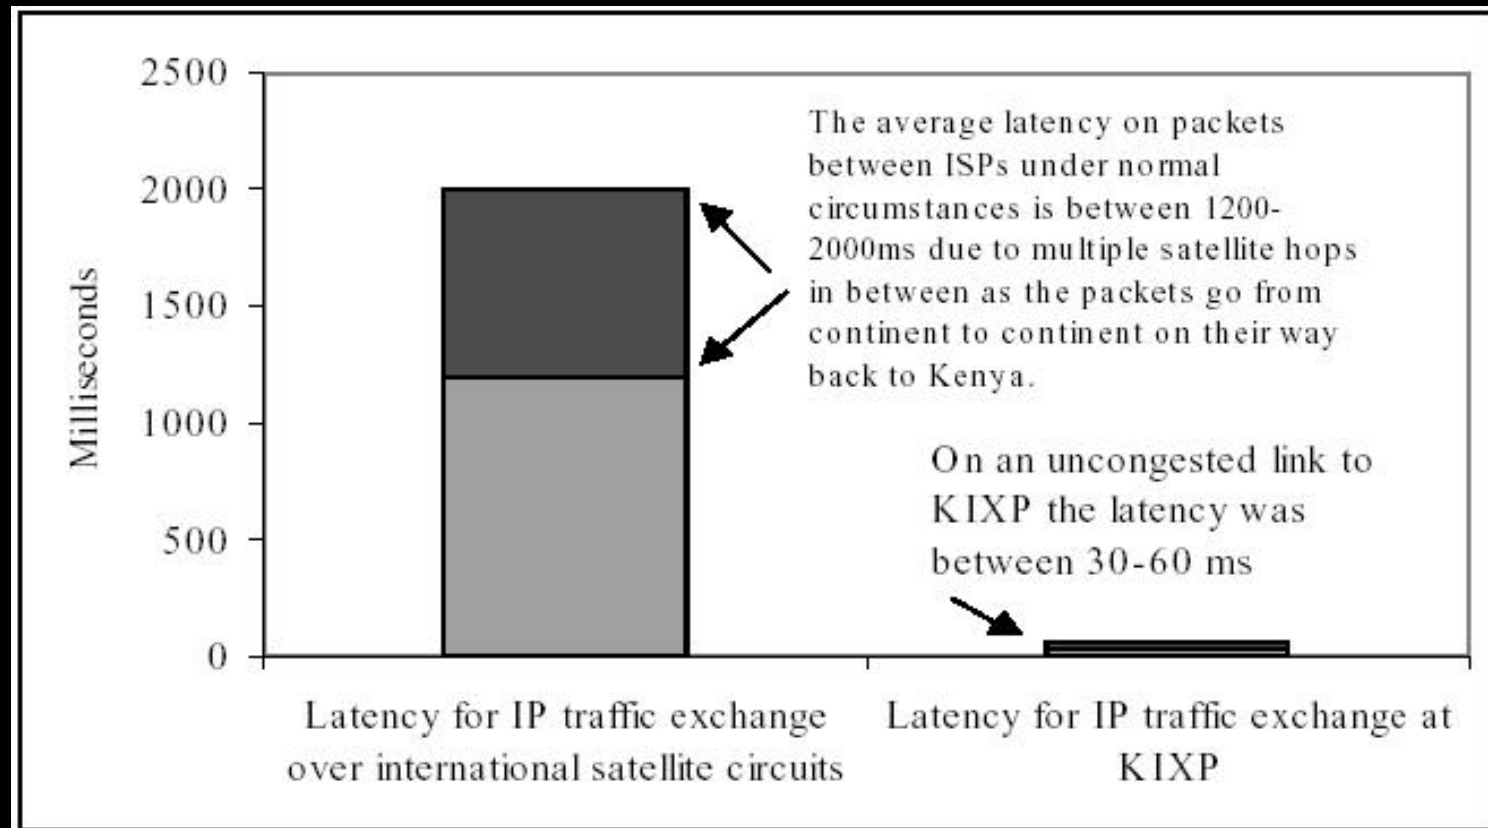 2500
2000
1500
1000
500
0
Milliseconds
The average latency on packets
between ISPs under normal
circumstances is between 1200-
2000ms due to multiple satellite hops
in between as the packets go from
continent to continent on their way
back to Kenya.
On an uncongested link to
KIXP the latency was
between 30-60 ms
Latency for IP traffic exchange
over international satellite circuits
Latency for IP traffic exchange at
KIXP